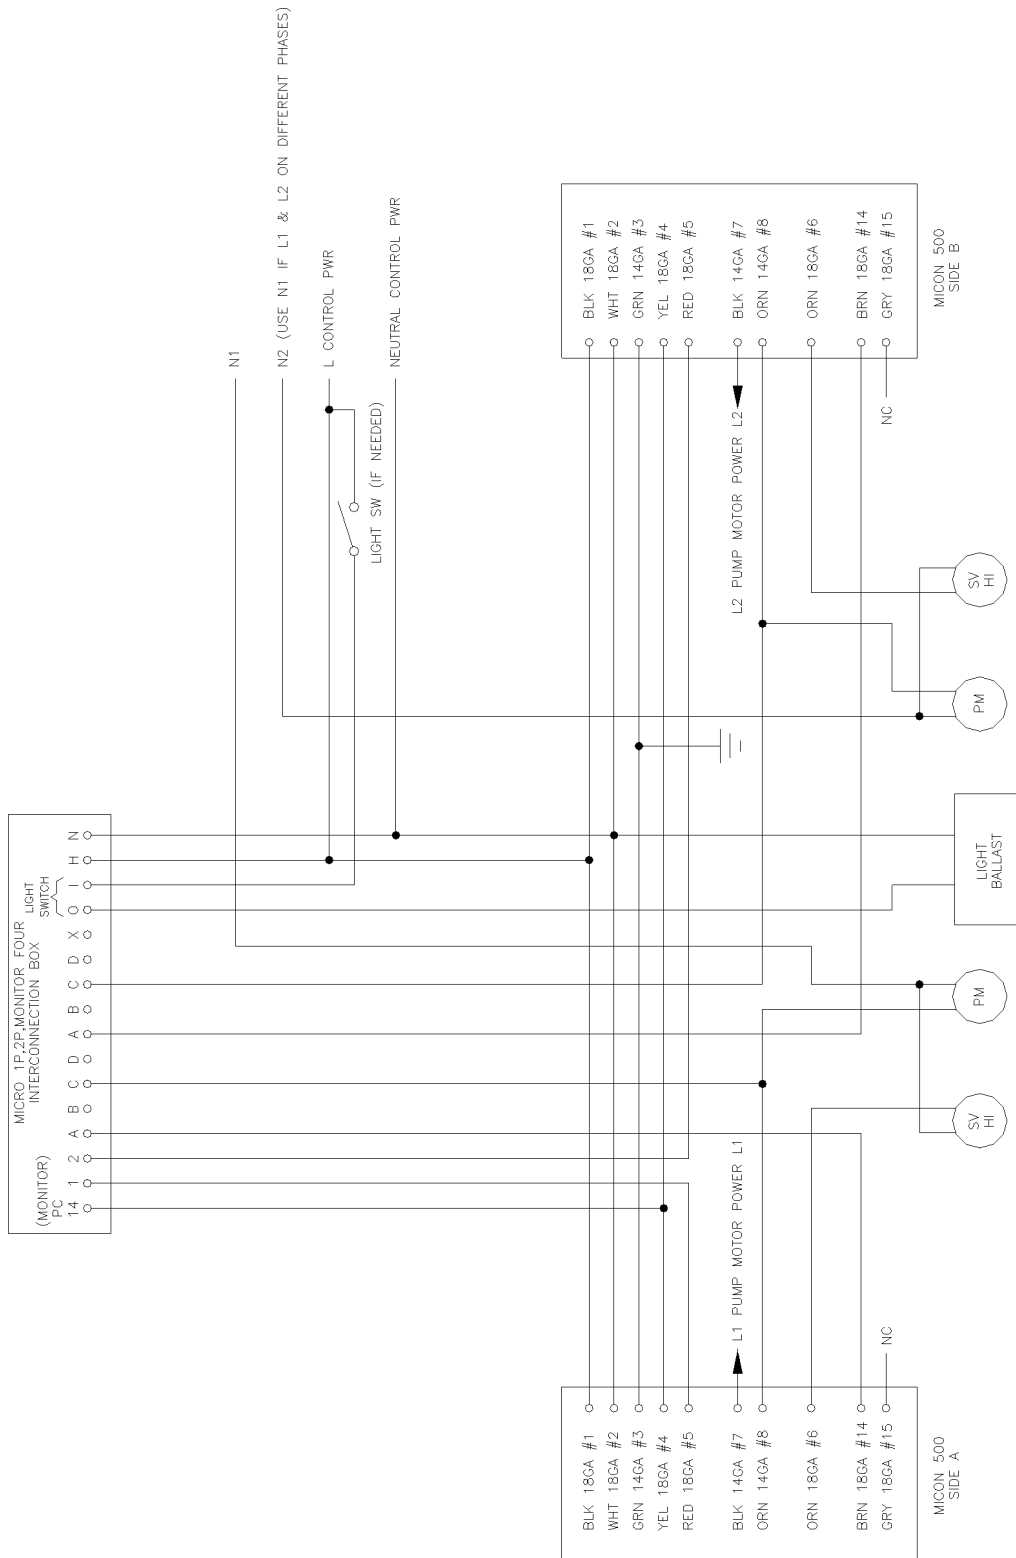 MICRO 1P,2P,MONITOR FOUR
INTERCONNECTION BOX
(MONITOR)
PC
14 1 2 A B C D A B C D X O I H N
LIGHT
SWITCH
N1
N2 (USE N1 IF L1 & L2 ON DIFFERENT PHASES)
L CONTROL PWR
LIGHT SW (IF NEEDED)
NEUTRAL CONTROL PWR
BLK 18GA #1
WHT 18GA #2
GRN 14GA #3
YEL 18GA #4
RED 18GA #5
BLK 14GA #7
ORN 14GA #8
ORN 18GA #6
BRN 18GA #14
GRY 18GA #15
MICON 500
SIDE A
L1 PUMP MOTOR POWER L1
NC
BLK 18GA #1
WHT 18GA #2
GRN 14GA #3
YEL 18GA #4
RED 18GA #5
BLK 14GA #7
ORN 14GA #8
ORN 18GA #6
BRN 18GA #14
GRY 18GA #15
MICON 500
SIDE B
L2 PUMP MOTOR POWER L2
NC
SV
HI
PM
LIGHT
BALLAST
PM
SV
HI